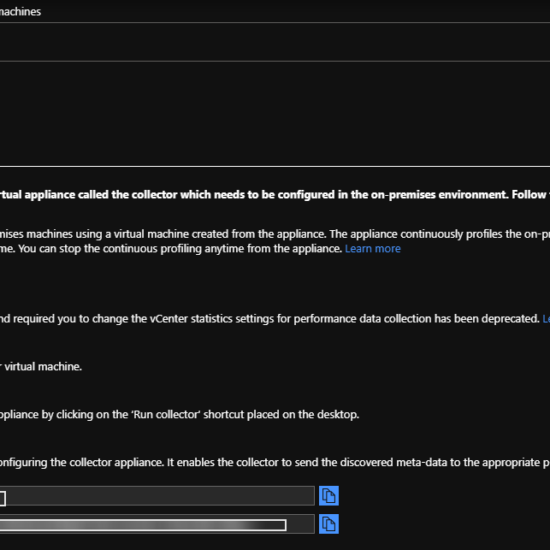 machines
rtual appliance called the collector which needs to be configured in the on-premises environment. Follow
mises machines using a virtual machine created from the appliance. The appliance continuously profiles the on-pr
me. You can stop the continuous profiling anytime from the appliance. Learn more
nd required you to change the vCenter statistics settings for performance data collection has been deprecated. Le
r virtual machine.
ppliance by clicking on the 'Run collector' shortcut placed on the desktop.
onfiguring the collector appliance. It enables the collector to send the discovered meta-data to the appropriate p